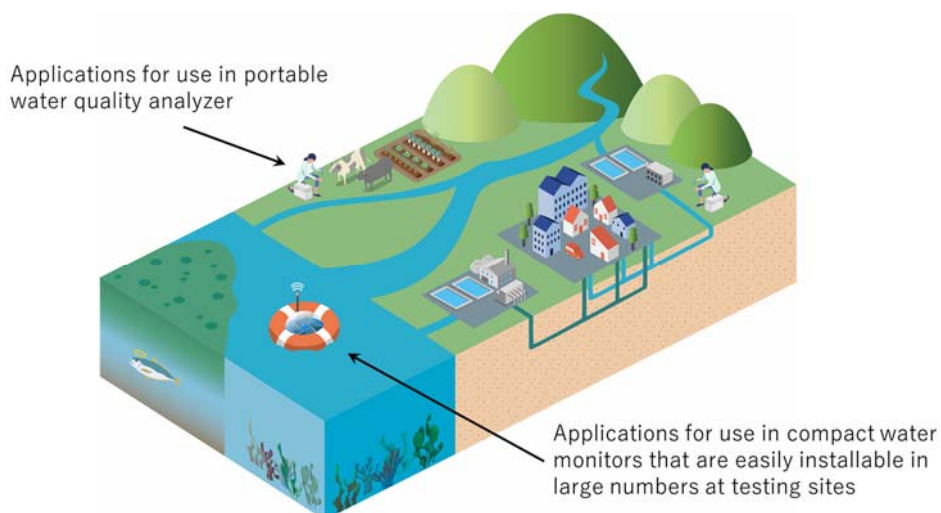 Applications for use in portable
water quality analyzer
Applications for use in compact water
monitors that are easily installable in
large numbers at testing sites